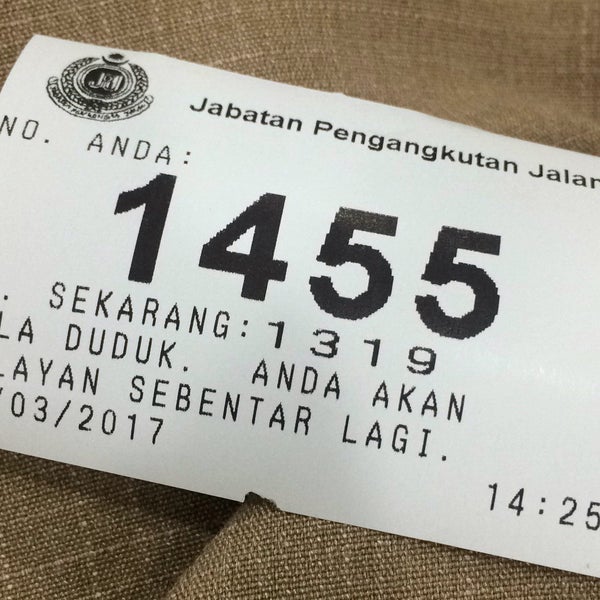 Jabatan Pengangkutan Jalan
NO. ANDA:
1455
. SEKARANG:1319
LA DUDUK. ANDA AKAN
LAYAN SEBENTAR LAGI.
/03/2017
14:25